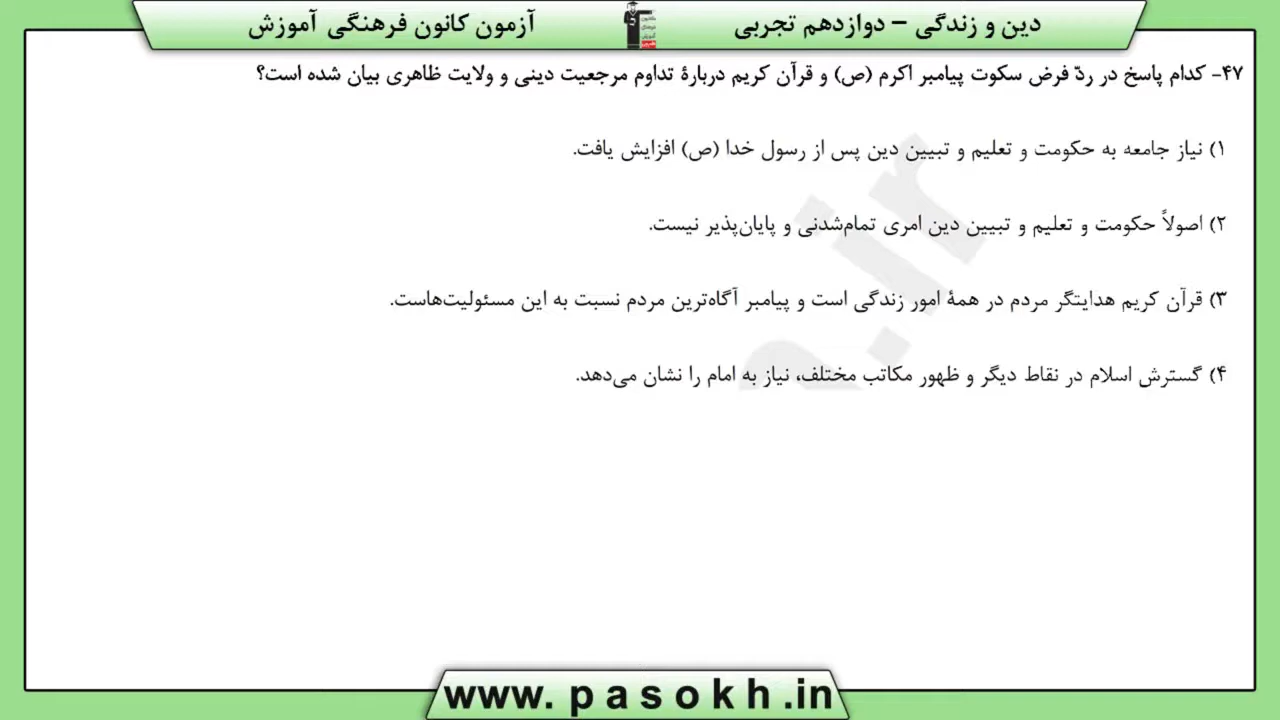 دین و زندگی – دوازدهم تجربی
آزمون کانون فرهنگی آموزش
۴۷- کدام پاسخ در ردّ فرض سکوت پیامبر اکرم (ص) و قرآن کریم دربارهٔ تداوم مرجعیت دینی و ولایت ظاهری بیان شده است؟
۱) نیاز جامعه به حکومت و تعلیم و تبیین دین پس از رسول خدا (ص) افزایش یافت.
۲) اصولاً حکومت و تعلیم و تبیین دین امری تمام‌شدنی و پایان‌پذیر نیست.
۳) قرآن کریم هدایتگر مردم در همهٔ امور زندگی است و پیامبر آگاه‌ترین مردم نسبت به این مسئولیت‌هاست.
۴) گسترش اسلام در نقاط دیگر و ظهور مکاتب مختلف، نیاز به امام را نشان می‌دهد.
www. p a s o k h .in